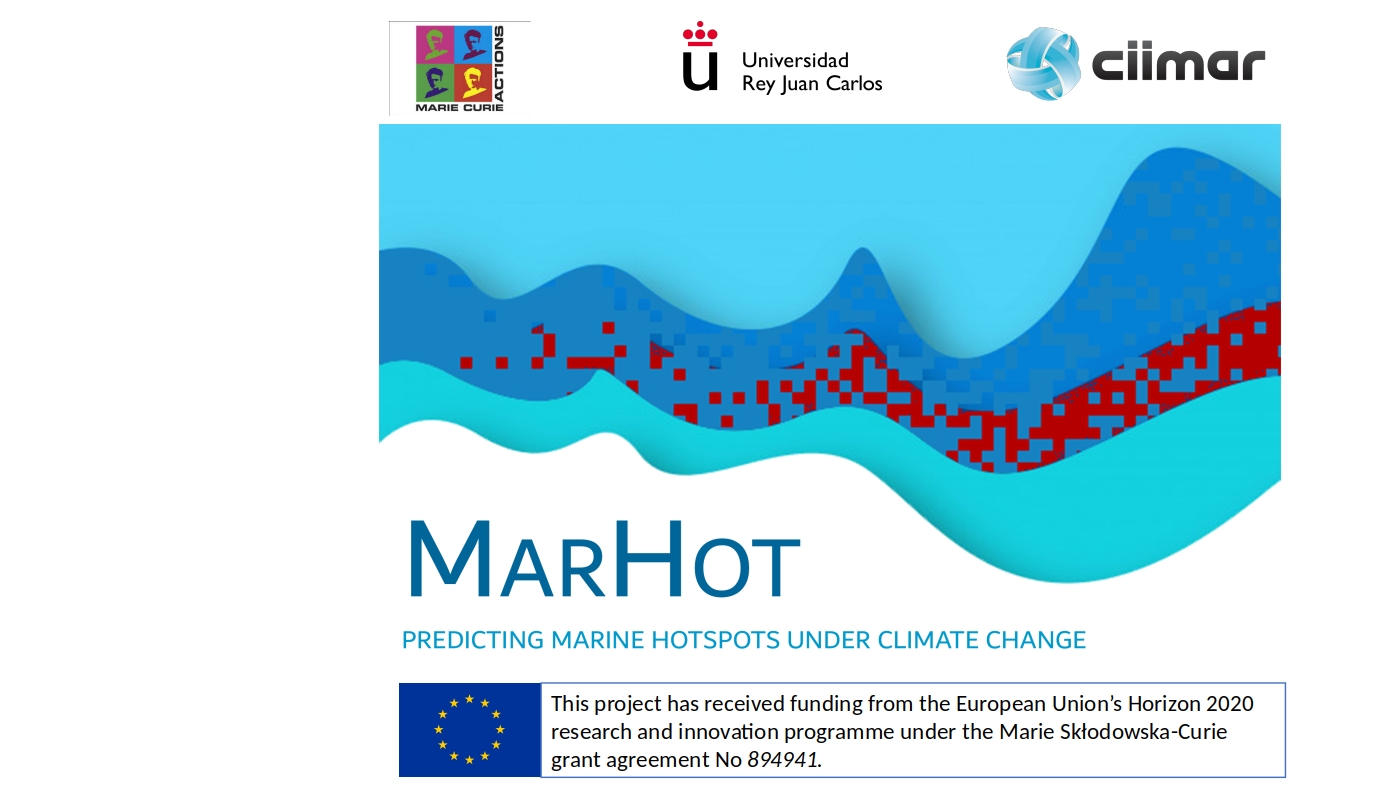 MARIE CURIE
ACTIONS
ü
Universidad
Rey Juan Carlos
ciimar
MARHOT
PREDICTING MARINE HOTSPOTS UNDER CLIMATE CHANGE
This project has received funding from the European Union’s Horizon 2020
research and innovation programme under the Marie Skłodowska-Curie
grant agreement No 894941.